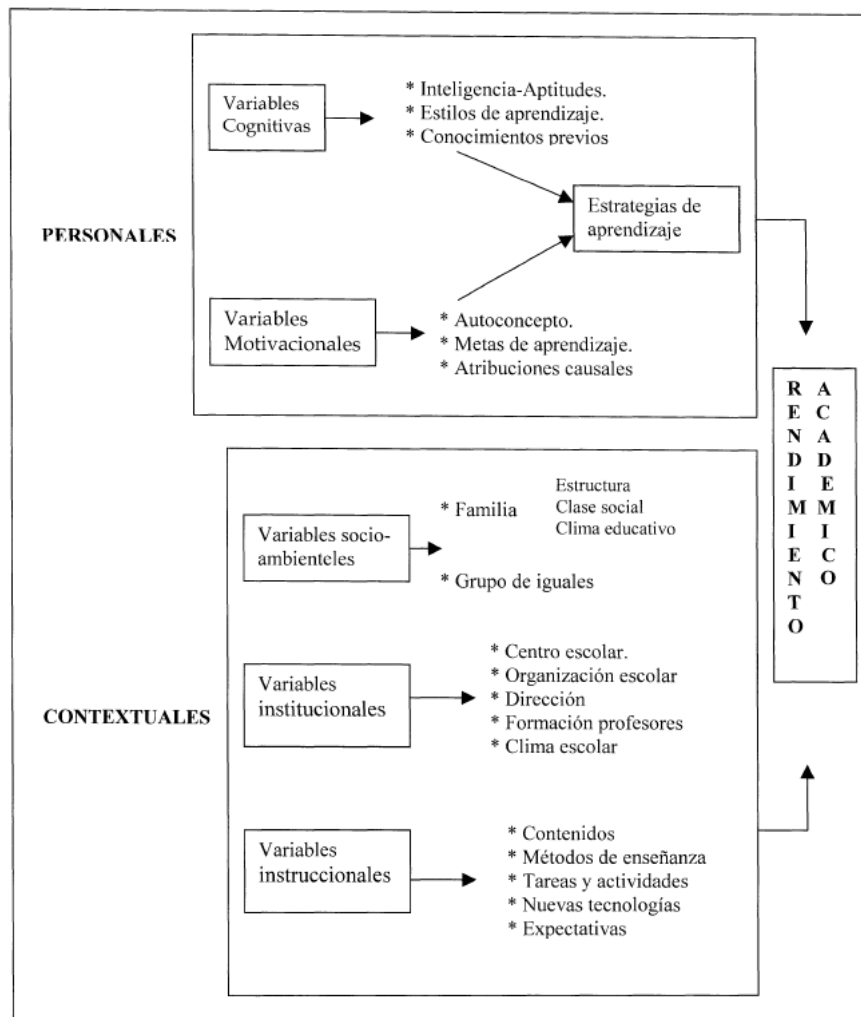 PERSONALES
Variables
Cognitivas
* Inteligencia-Aptitudes.
* Estilos de aprendizaje.
* Conocimientos previos
Estrategias de
aprendizaje
Variables
Motivacionales
* Autoconcepto.
* Metas de aprendizaje.
* Atribuciones causales
CONTEXTUALES
Variables socio-
ambienteles
* Familia
Estructura
Clase social
Clima educativo
* Grupo de iguales
Variables
institucionales
* Centro escolar.
* Organización escolar
* Dirección
* Formación profesores
* Clima escolar
Variables
instruccionales
* Contenidos
* Métodos de enseñanza
* Tareas y actividades
* Nuevas tecnologías
* Expectativas
RENDIMIENTO
ACADEMICO